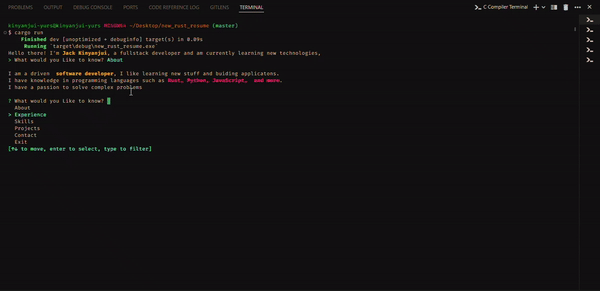 PROBLEMS OUTPUT DEBUG CONSOLE PORTS CODE REFERENCE LOG GITLENS TERMINAL C Compiler Terminal
kinyanjui-yuro@kinyanjui-yuro MINGW64 ~/Desktop/new_rust_resume (master)
$ cargo run
Finished dev [unoptimized + debuginfo] target(s) in 0.09s
Running `target\debug\new_rust_resume.exe`
Hello there! I'm Jack Kinyanjui, a fullstack developer and am currently learning new technologies,
> What would you Like to know? About
I am a driven software developer, I like learning new stuff and buiding applicatons.
I have knowledge in programming languages such as Rust, Python, JavaScript, and more.
I have a passion to solve complex problems
? What would you Like to know?
About
> Experience
Skills
Projects
Contact
Exit
[↑↓ to move, enter to select, type to filter]